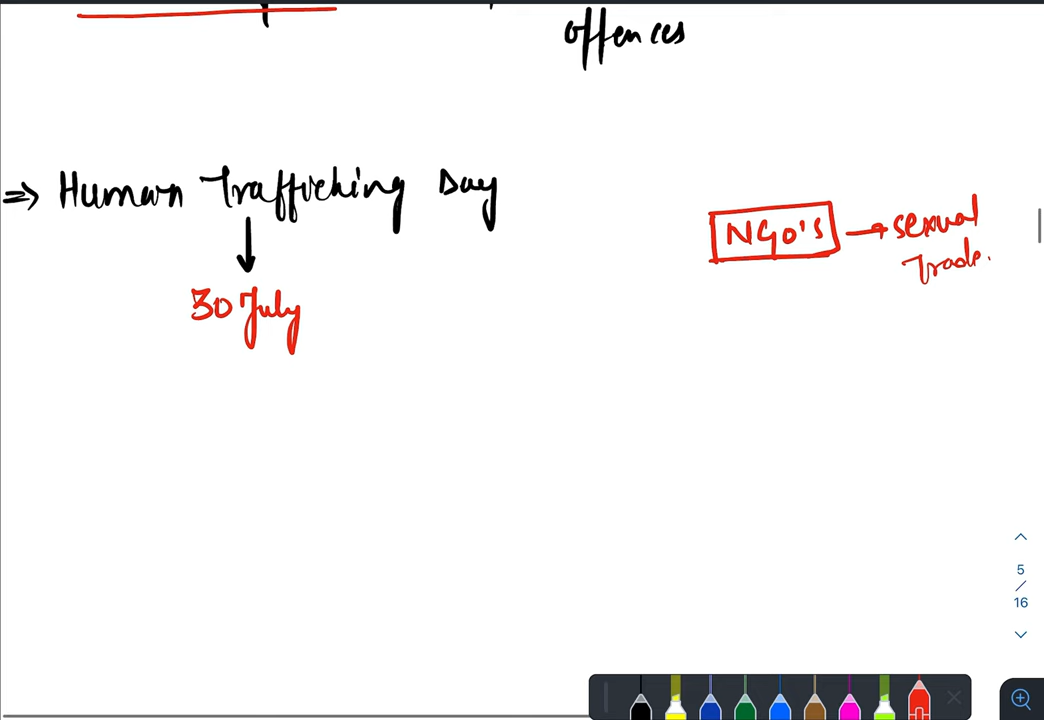 offences
⇒ Human Trafficking Day
30 July
NGO's → sexual
Trade.
5
/
16